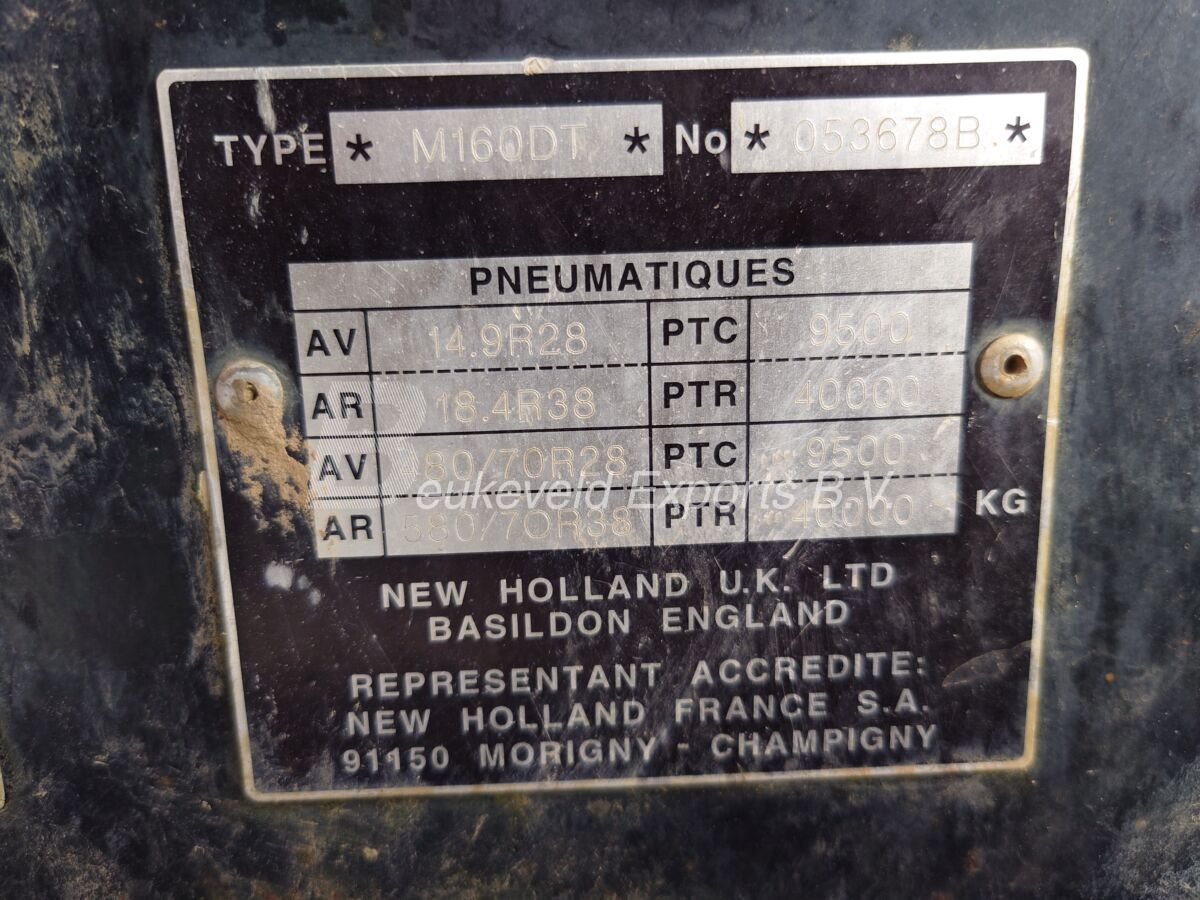 TYPE * M160DT * No * 053678B *
PNEUMATIQUES
AV 14.9R28 PTC 9500
AR 18.4R38 PTR 40000
AV 480/70R28 PTC 9500
AR 580/70R38 PTR 40000
KG
Beukeveld Exports B.V.
NEW HOLLAND U.K. LTD
BASILDON ENGLAND
REPRESENTANT ACCREDITE:
NEW HOLLAND FRANCE S.A.
91150 MORIGNY - CHAMPIGNY